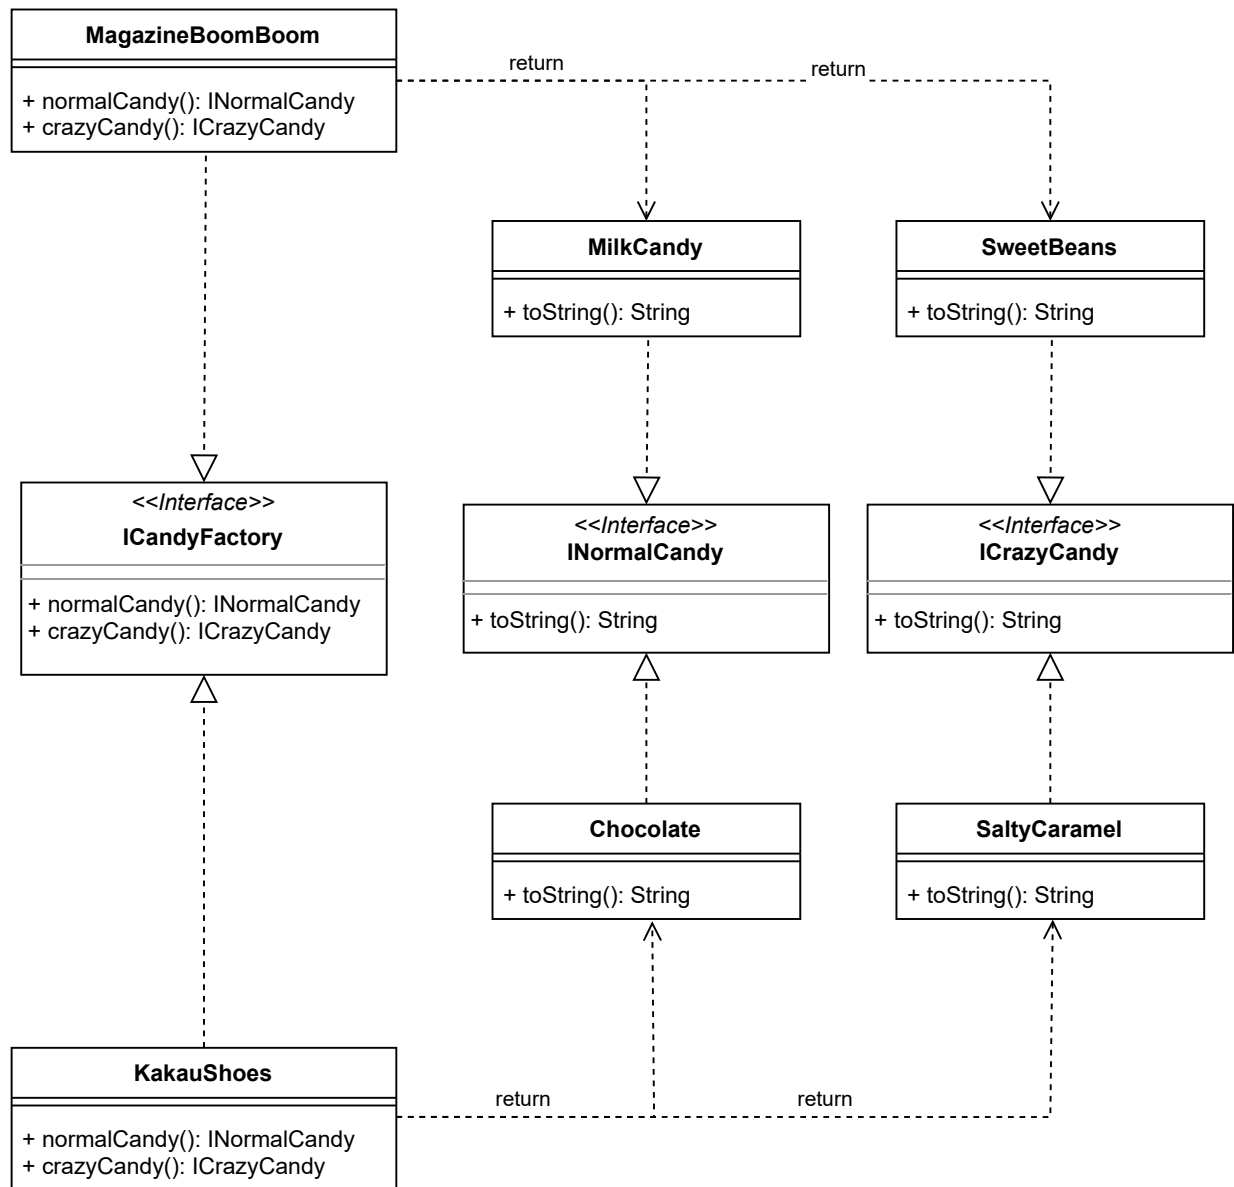 MagazineBoomBoom
+ normalCandy(): INormalCandy
+ crazyCandy(): ICrazyCandy
return
return
MilkCandy
+ toString(): String
SweetBeans
+ toString(): String
<<Interface>>
ICandyFactory
+ normalCandy(): INormalCandy
+ crazyCandy(): ICrazyCandy
<<Interface>>
INormalCandy
+ toString(): String
<<Interface>>
ICrazyCandy
+ toString(): String
Chocolate
+ toString(): String
SaltyCaramel
+ toString(): String
KakauShoes
+ normalCandy(): INormalCandy
+ crazyCandy(): ICrazyCandy
return
return